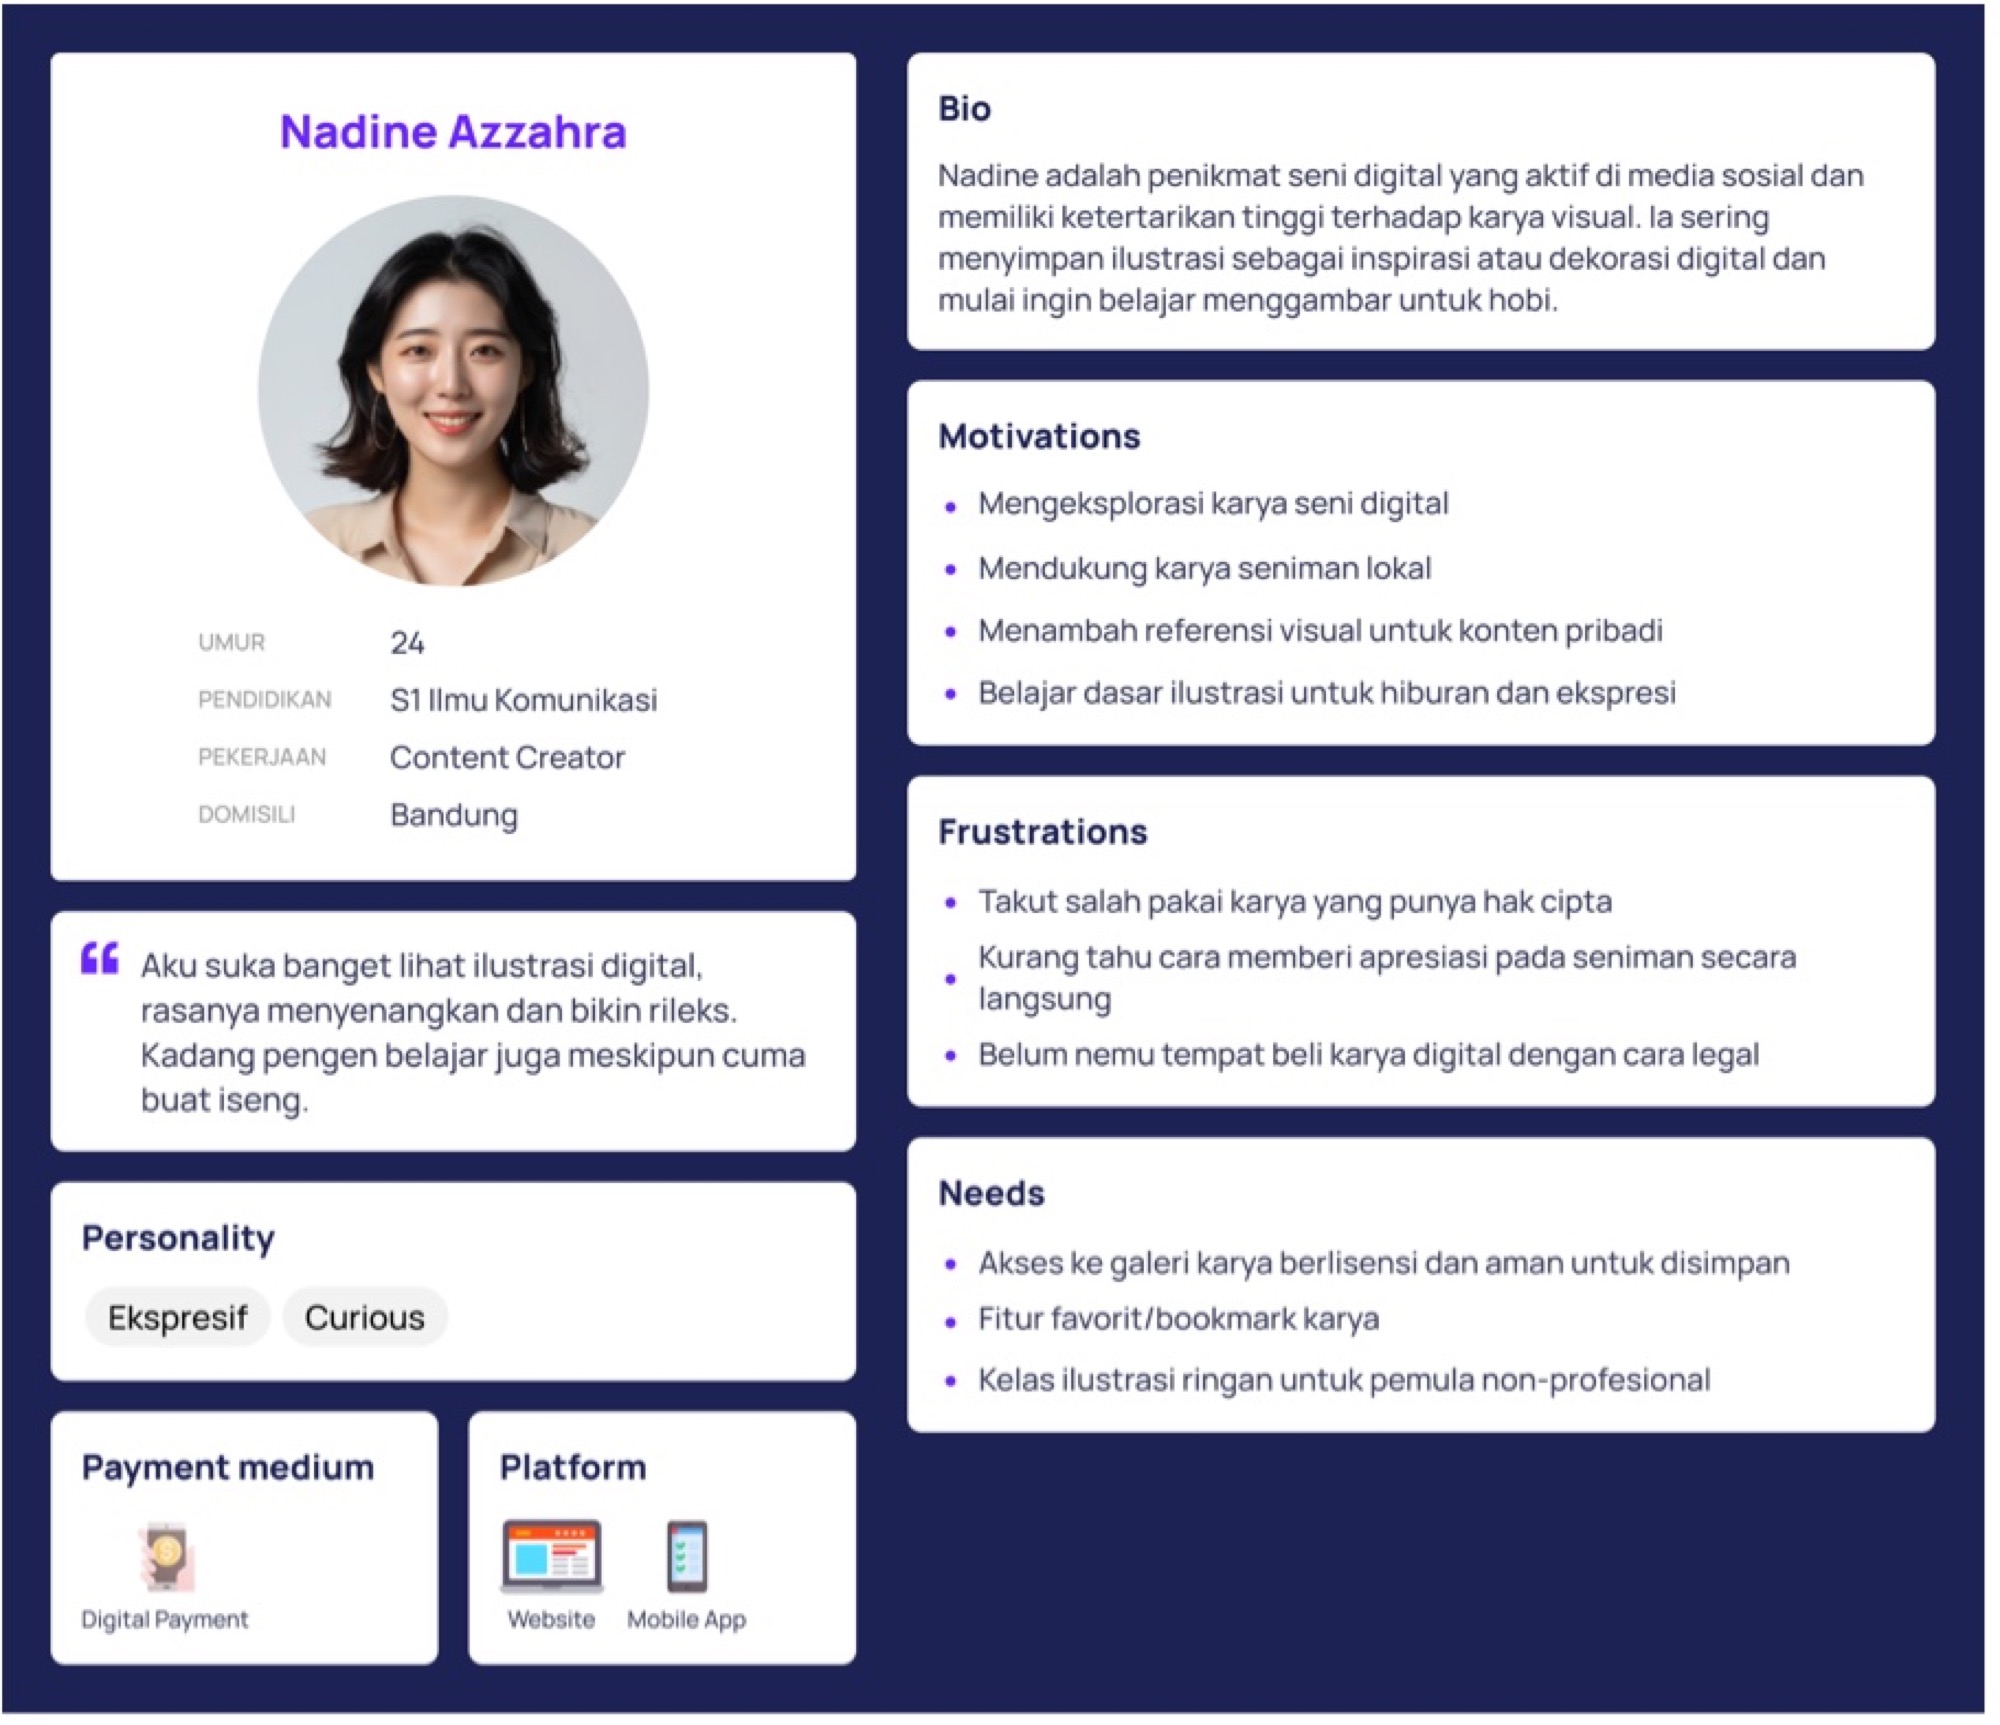 Nadine Azzahra
UMUR 24
PENDIDIKAN S1 Ilmu Komunikasi
PEKERJAAN Content Creator
DOMISILI Bandung
“ Aku suka banget lihat ilustrasi digital,
rasanya menyenangkan dan bikin rileks.
Kadang pengen belajar juga meskipun cuma
buat iseng.
Personality
Ekspresif Curious
Payment medium
Digital Payment
Platform
Website Mobile App
Bio
Nadine adalah penikmat seni digital yang aktif di media sosial dan
memiliki ketertarikan tinggi terhadap karya visual. Ia sering
menyimpan ilustrasi sebagai inspirasi atau dekorasi digital dan
mulai ingin belajar menggambar untuk hobi.
Motivations
• Mengeksplorasi karya seni digital
• Mendukung karya seniman lokal
• Menambah referensi visual untuk konten pribadi
• Belajar dasar ilustrasi untuk hiburan dan ekspresi
Frustrations
• Takut salah pakai karya yang punya hak cipta
• Kurang tahu cara memberi apresiasi pada seniman secara
langsung
• Belum nemu tempat beli karya digital dengan cara legal
Needs
• Akses ke galeri karya berlisensi dan aman untuk disimpan
• Fitur favorit/bookmark karya
• Kelas ilustrasi ringan untuk pemula non-profesional